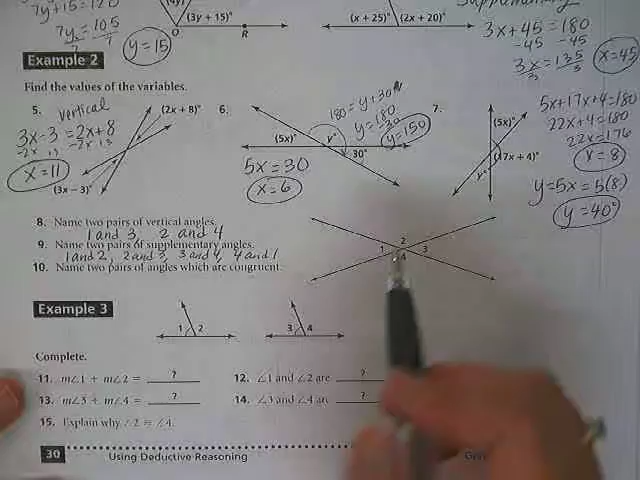 7y+15=120
7y=105
7 7
y=15
(3y + 15)°
O
R
(x + 25)°
(2x + 20)°
Supplementary
3x+45=180
-45 -45
3x=135
3 3
x=45
Example 2
Find the values of the variables.
5.
vertical
(2x + 8)°
3x-3=2x+8
-2x+3 -2x+3
x=11
(3x – 3)°
6.
(5x)°
y°
30°
180=y+30
y=180
-30
y=150
5x=30
x=6
7.
(5x)°
(17x + 4)°
y°
5x+17x+4=180
22x+4=180
22x=176
x=8
y=5x=5(8)
y=40°
8. Name two pairs of vertical angles.
1 and 3, 2 and 4
9. Name two pairs of supplementary angles.
1 and 2, 2 and 3, 3 and 4, 4 and 1
10. Name two pairs of angles which are congruent.
1
2
3
4
Example 3
1 2
3 4
Complete.
11. m∠1 + m∠2 = ?
12. ∠1 and ∠2 are ?
13. m∠3 + m∠4 = ?
14. ∠3 and ∠4 are ?
15. Explain why ∠2 ≅ ∠4.
30
Using Deductive Reasoning